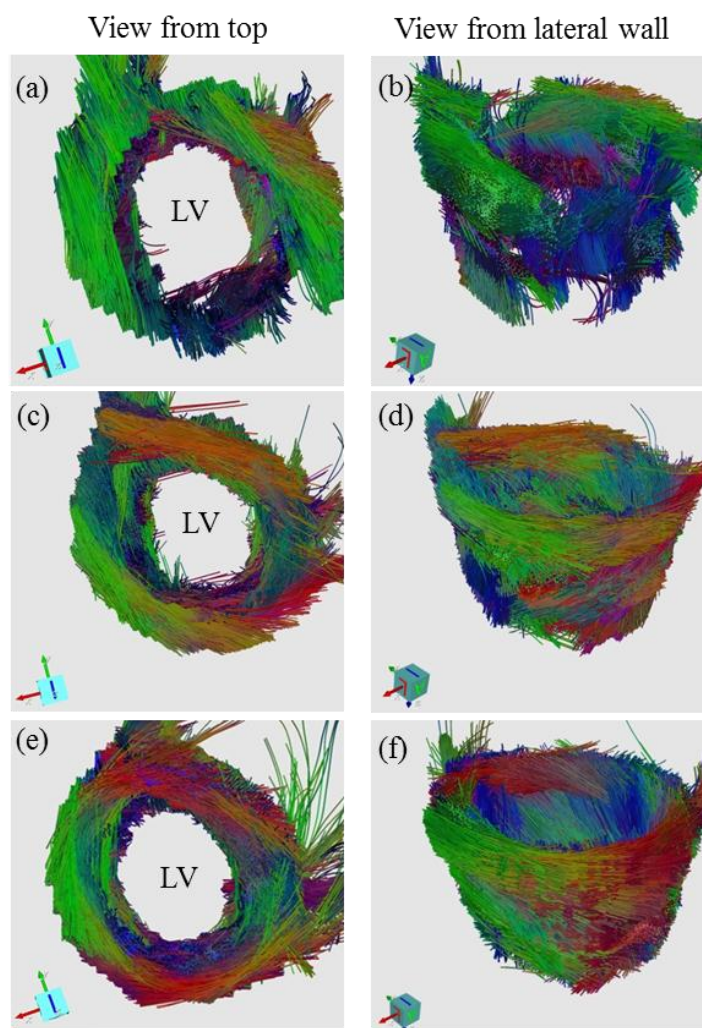 View from top
View from lateral wall
(a)
(b)
LV
(c)
(d)
LV
(e)
(f)
LV